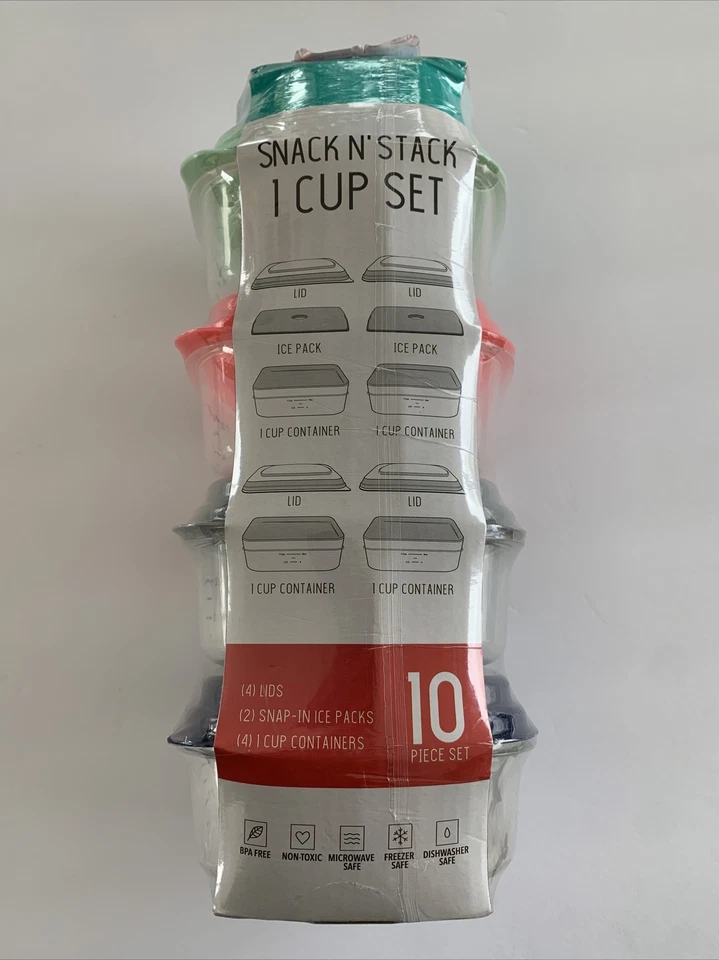 SNACK N' STACK
1 CUP SET
LID LID
ICE PACK ICE PACK
1 CUP CONTAINER 1 CUP CONTAINER
LID LID
1 CUP CONTAINER 1 CUP CONTAINER
(4) LIDS
(2) SNAP-IN ICE PACKS
(4) 1 CUP CONTAINERS
10
PIECE SET
BPA FREE NON-TOXIC MICROWAVE SAFE FREEZER SAFE DISHWASHER SAFE